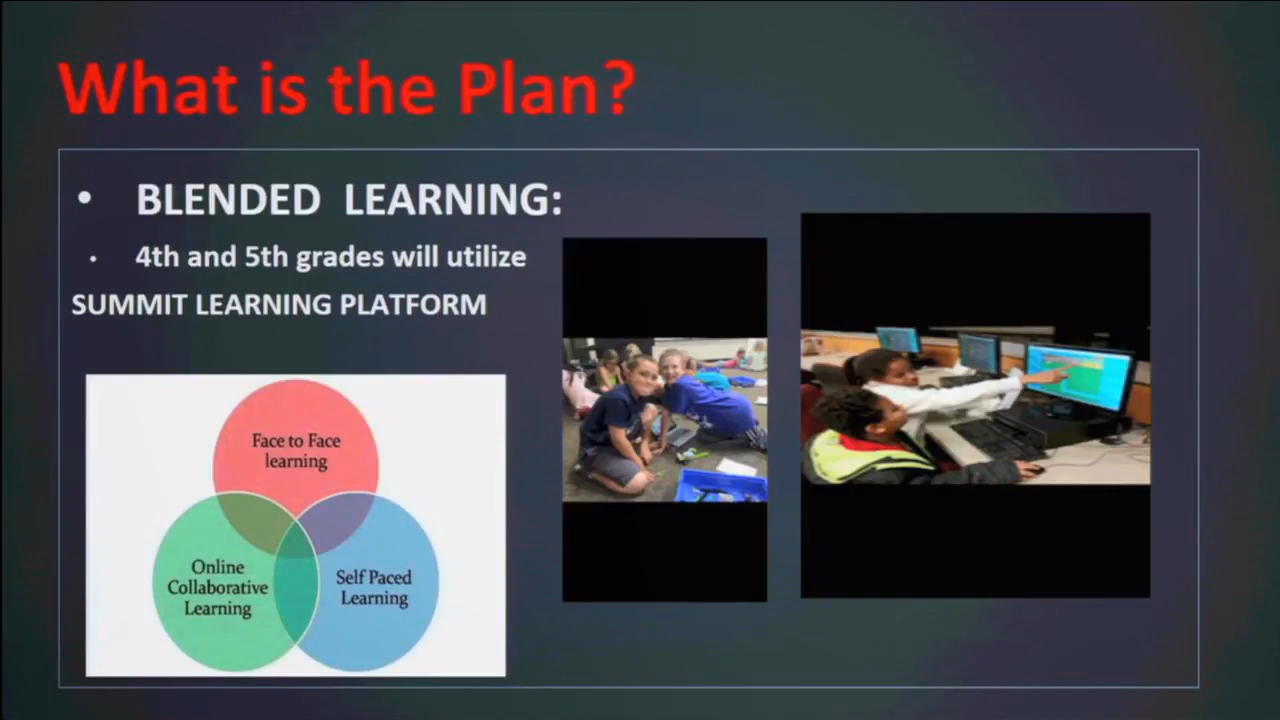 What is the Plan?
• BLENDED LEARNING:
• 4th and 5th grades will utilize
SUMMIT LEARNING PLATFORM
Face to Face
learning
Online
Collaborative
Learning
Self Paced
Learning